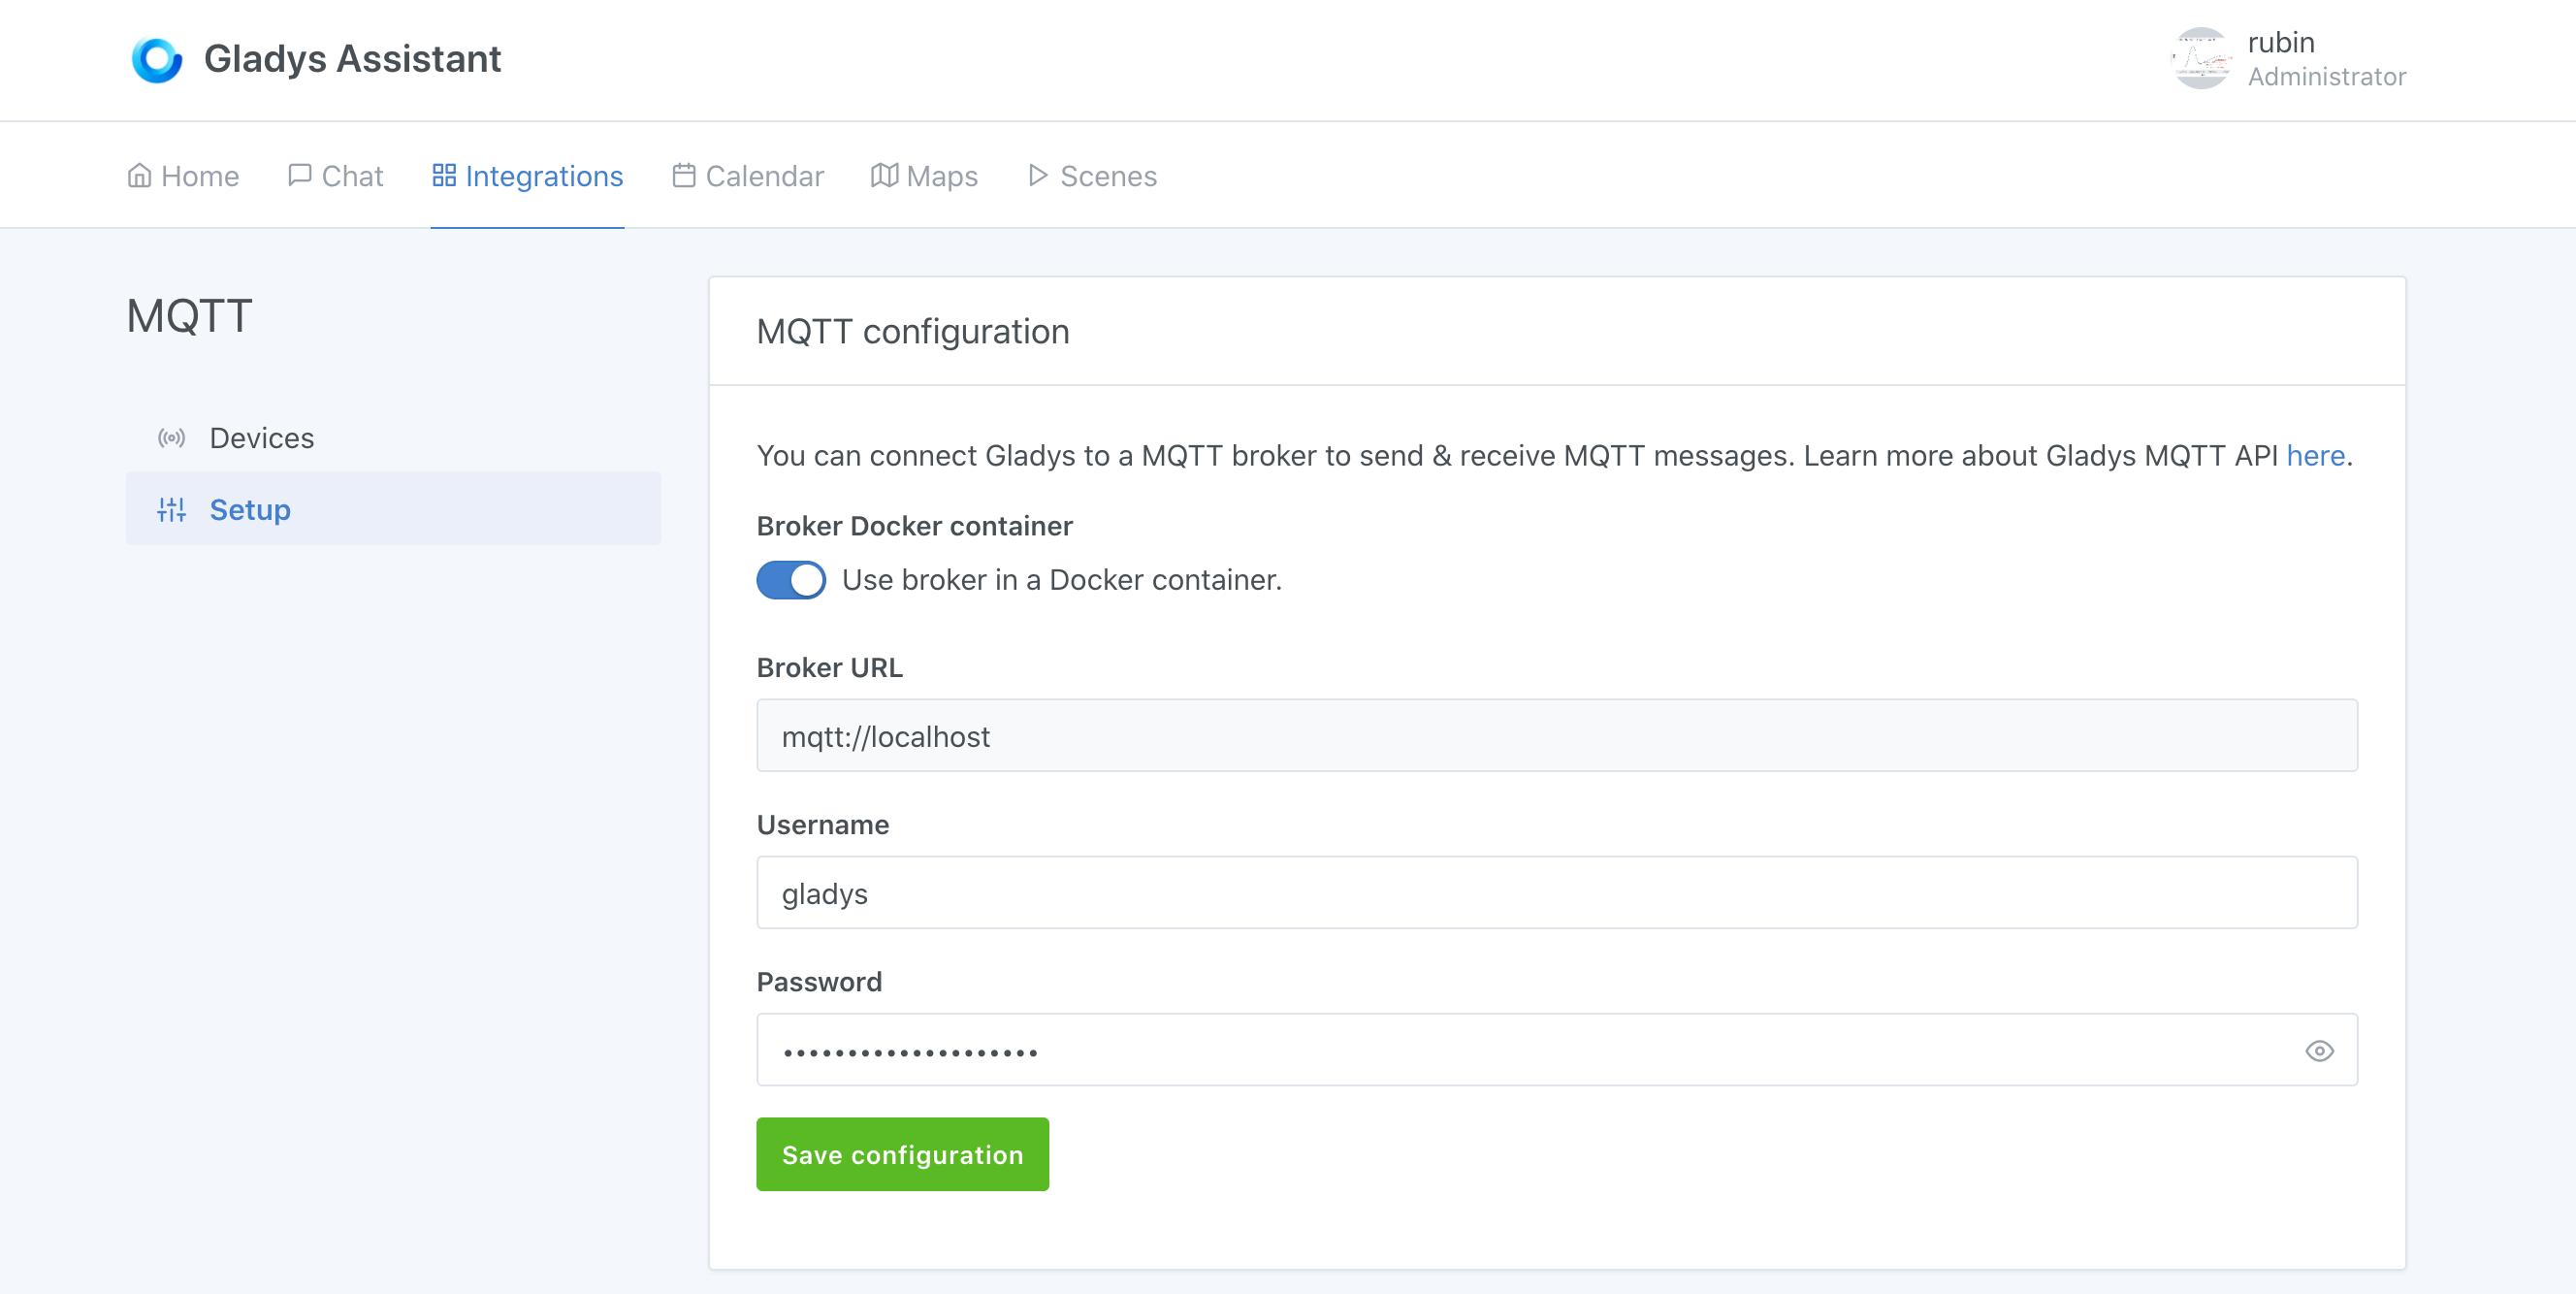 Gladys Assistant
rubin
Administrator
Home Chat Integrations Calendar Maps Scenes
MQTT
Devices
Setup
MQTT configuration
You can connect Gladys to a MQTT broker to send & receive MQTT messages. Learn more about Gladys MQTT API here.
Broker Docker container
Use broker in a Docker container.
Broker URL
mqtt://localhost
Username
gladys
Password
••••••••••••••••••••
Save configuration